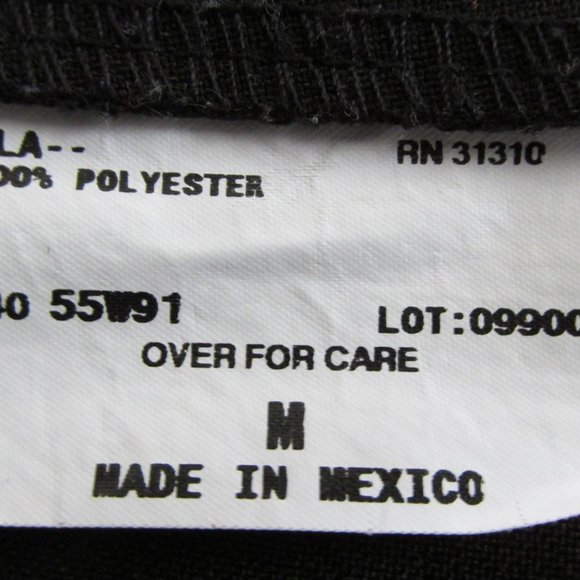 LA-- RN 31310
00% POLYESTER
40 55W91 LOT:09900
OVER FOR CARE
M
MADE IN MEXICO